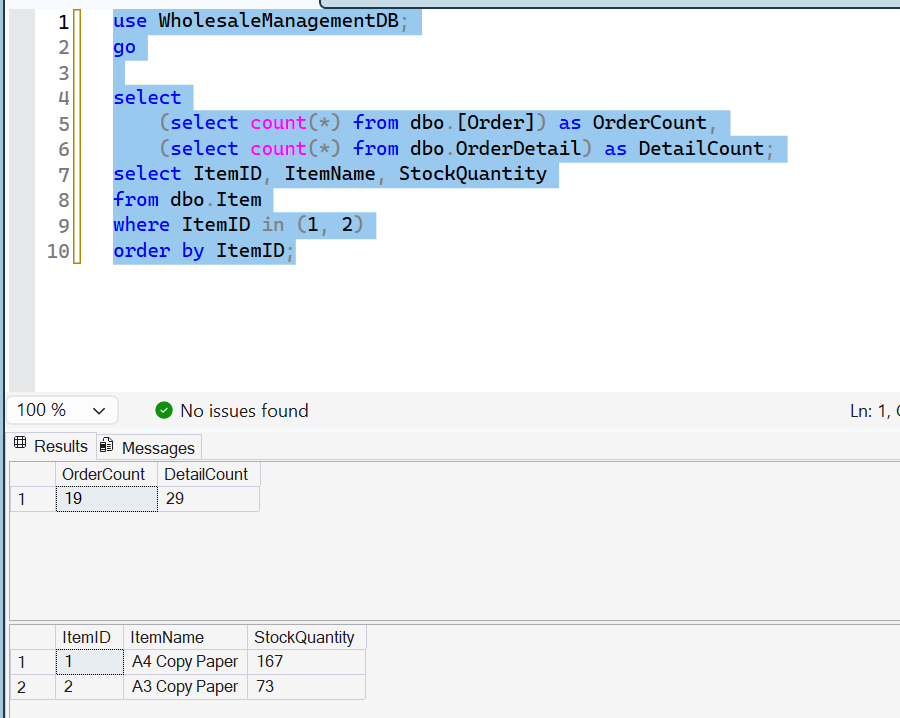 1 use WholesaleManagementDB;
2 go
3
4 select
5 (select count(*) from dbo.[Order]) as OrderCount,
6 (select count(*) from dbo.OrderDetail) as DetailCount;
7 select ItemID, ItemName, StockQuantity
8 from dbo.Item
9 where ItemID in (1, 2)
10 order by ItemID;
100 % No issues found Ln: 1,
Results Messages
OrderCount DetailCount
1 19 29
ItemID ItemName StockQuantity
1 1 A4 Copy Paper 167
2 2 A3 Copy Paper 73